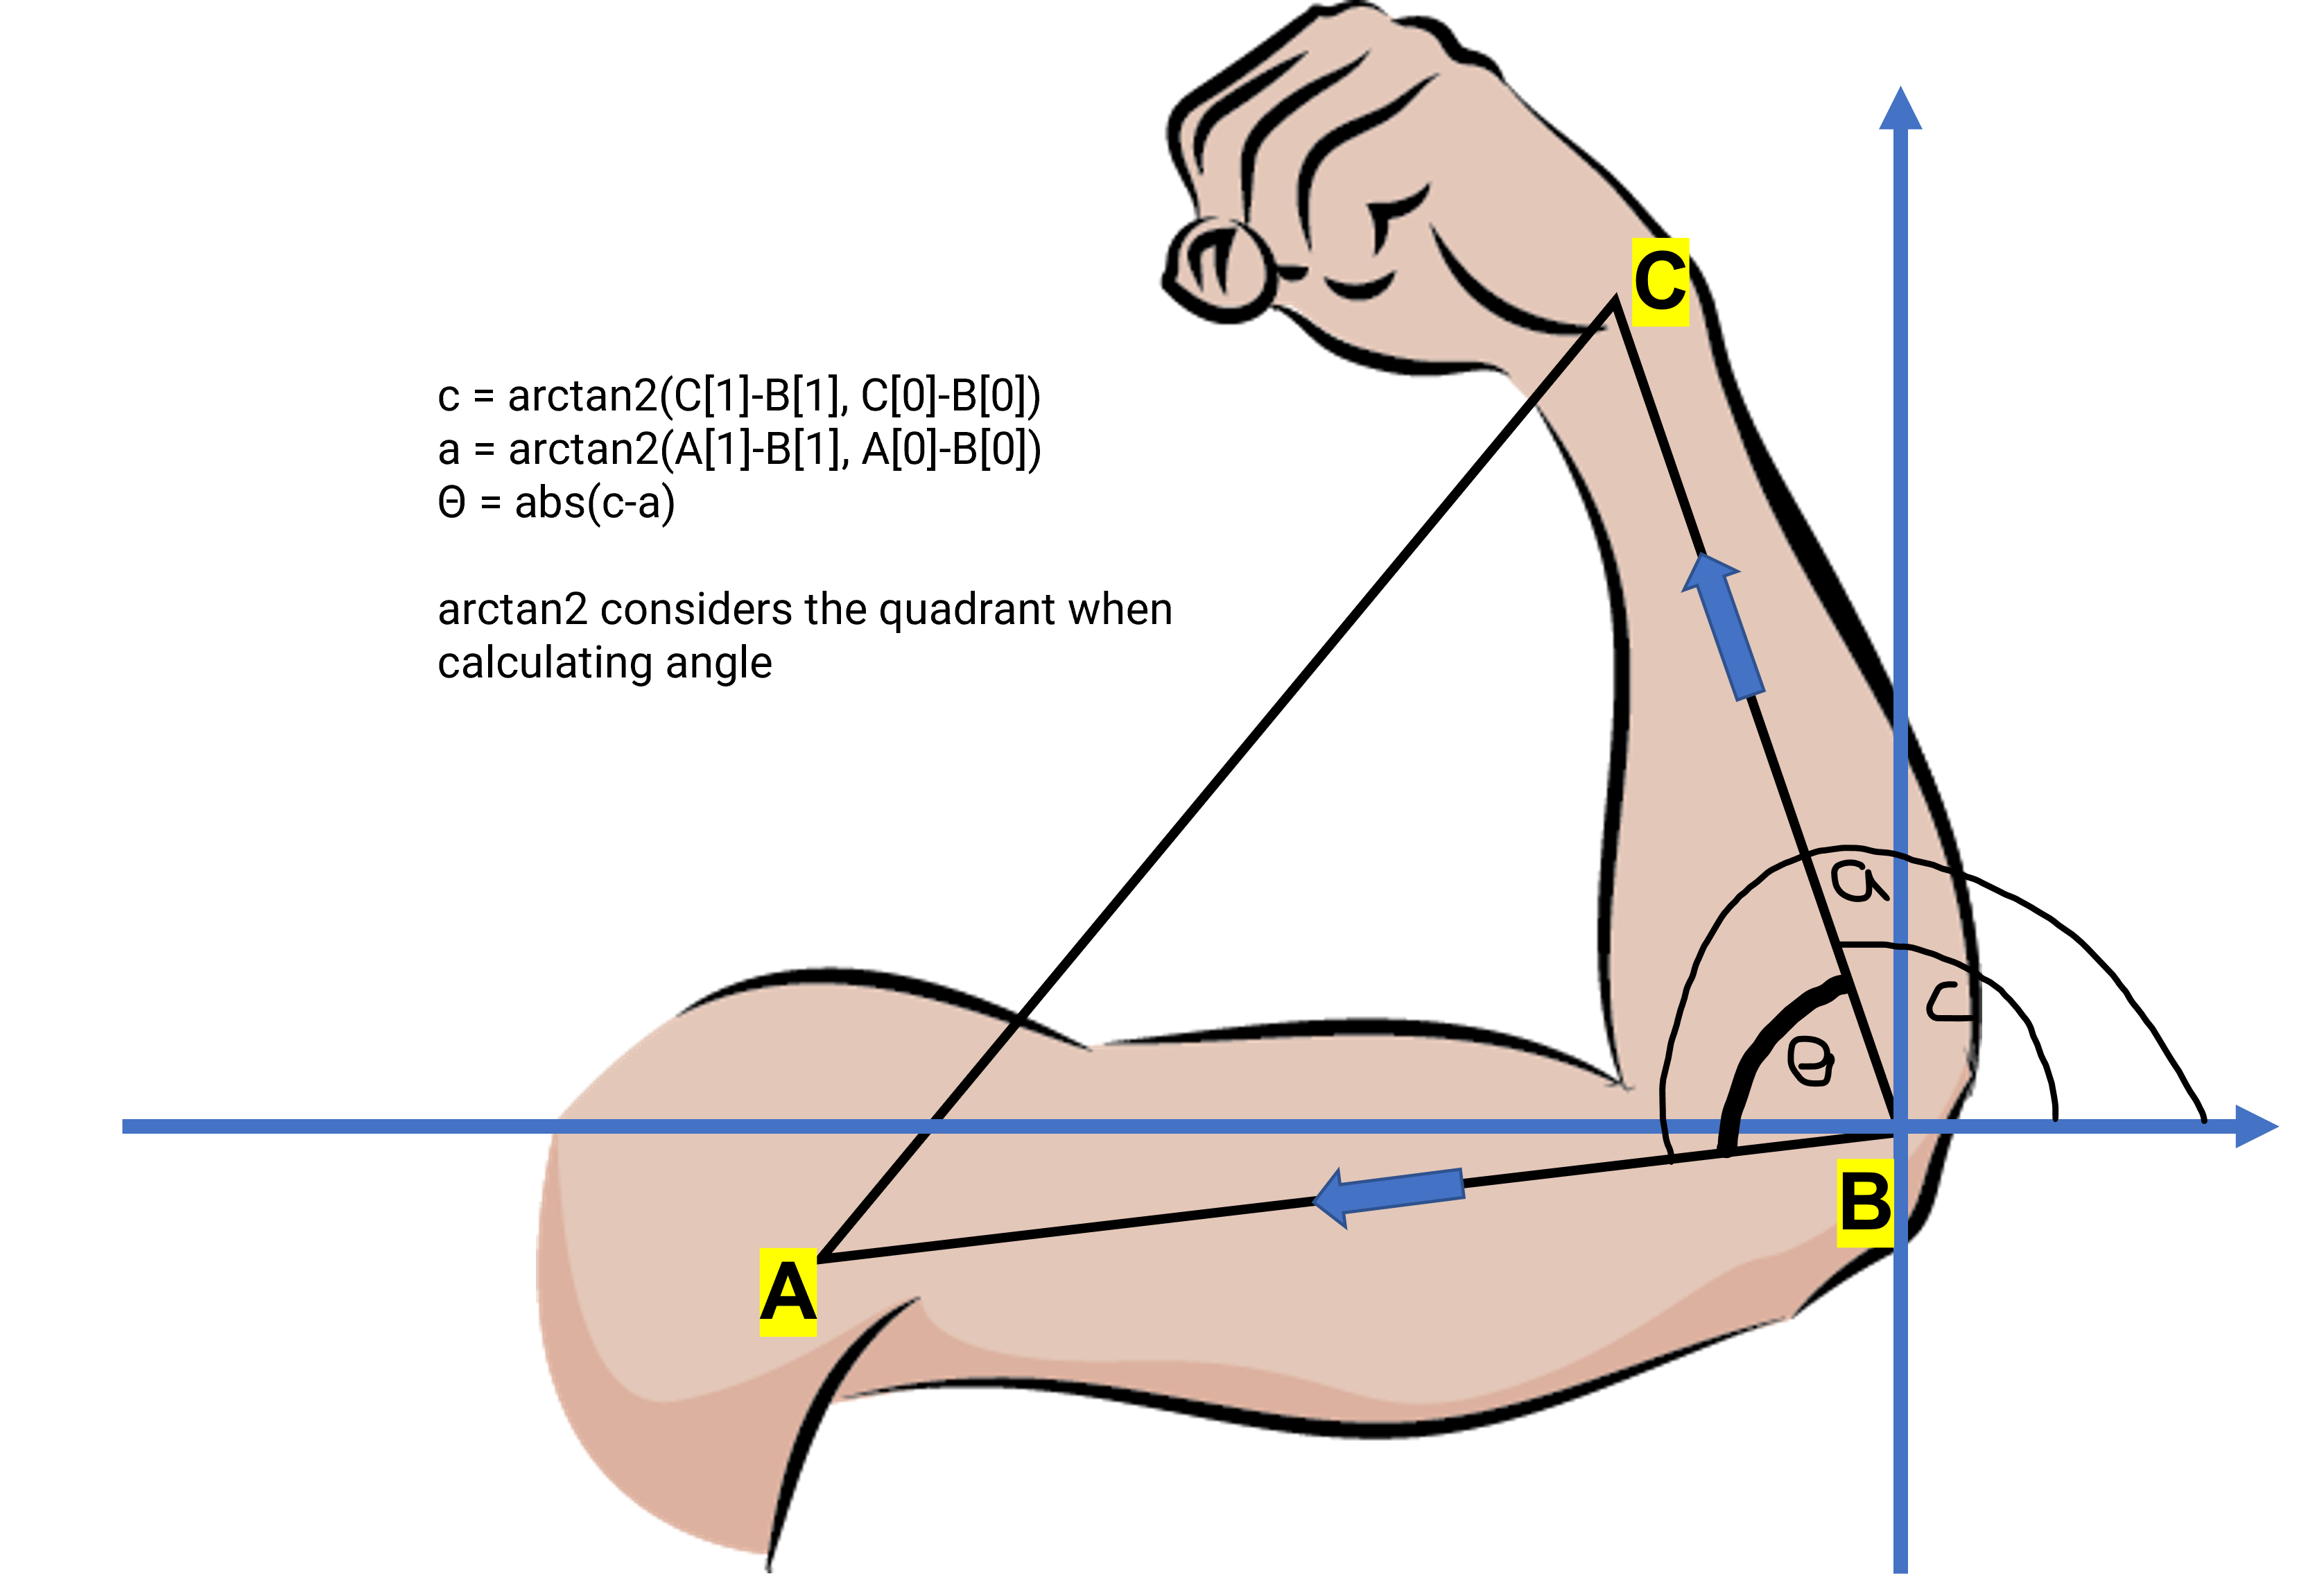 C
c = arctan2(C[1]-B[1], C[0]-B[0])
a = arctan2(A[1]-B[1], A[0]-B[0])
Θ = abs(c-a)
arctan2 considers the quadrant when
calculating angle
a
c
Θ
B
A